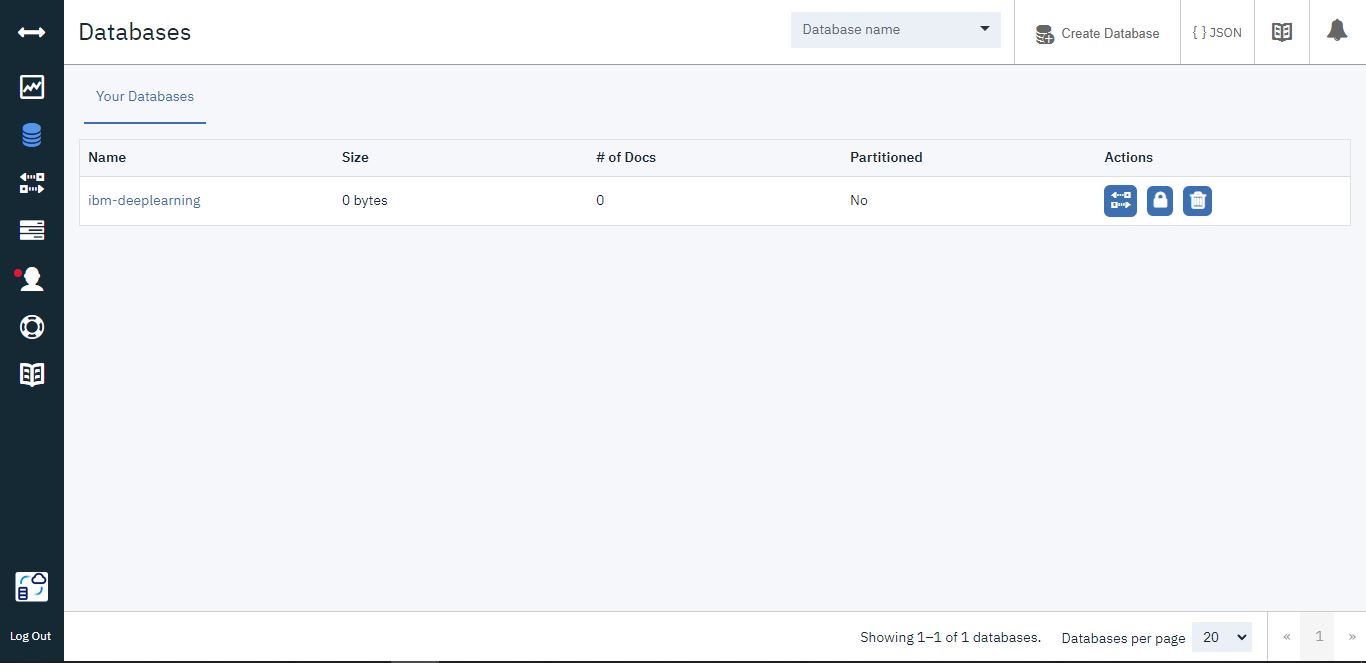 Databases
Database name
Create Database
{ } JSON
Your Databases
Name Size # of Docs Partitioned Actions
ibm-deeplearning 0 bytes 0 No
Log Out
Showing 1–1 of 1 databases. Databases per page 20 « 1 »